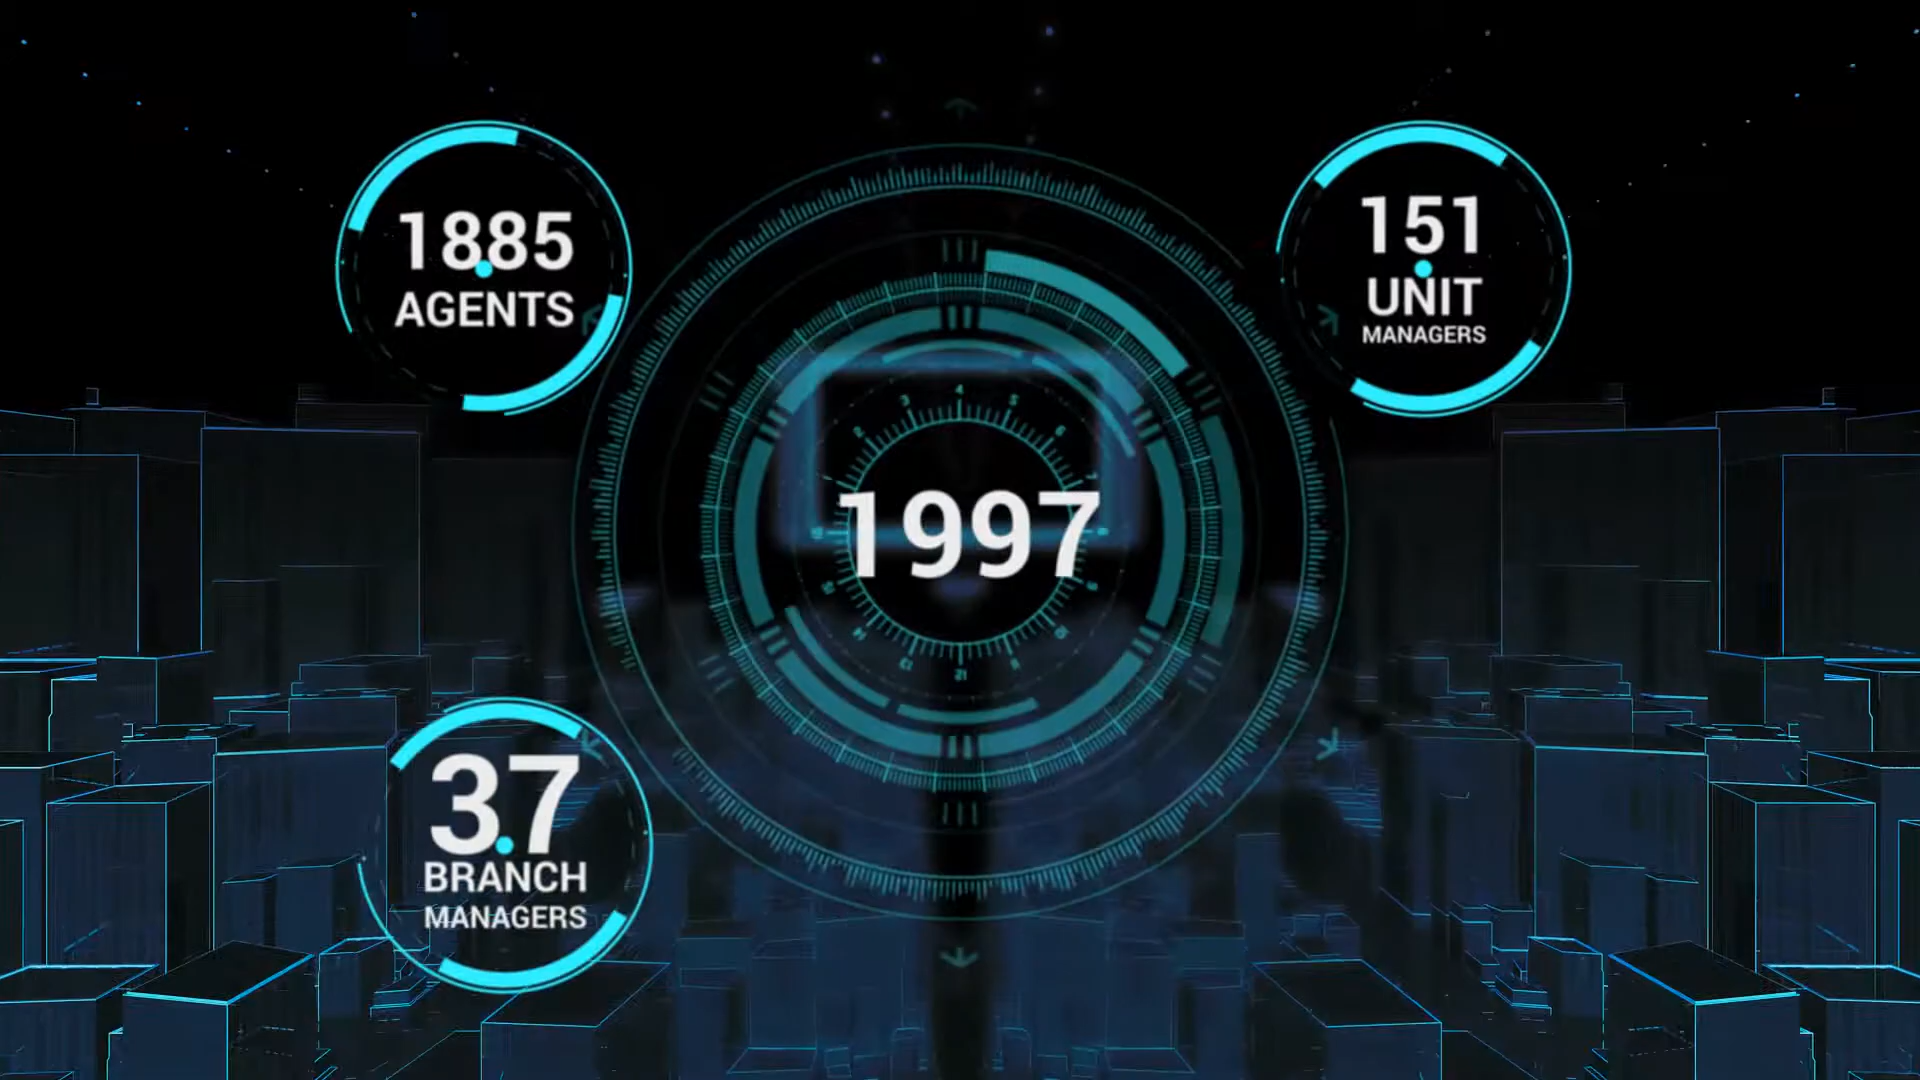 1885
AGENTS
151
UNIT
MANAGERS
1997
37
BRANCH
MANAGERS